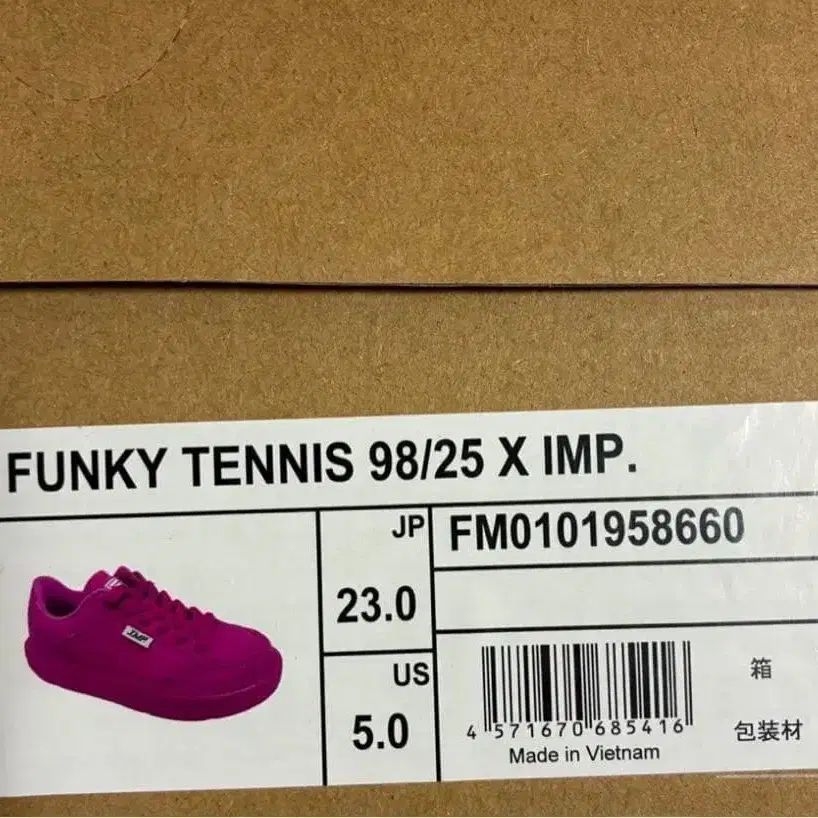 FUNKY TENNIS 98/25 X IMP.
JP
23.0
US
5.0
FM0101958660
4 571670 685416
Made in Vietnam
箱
包装材
IMP.